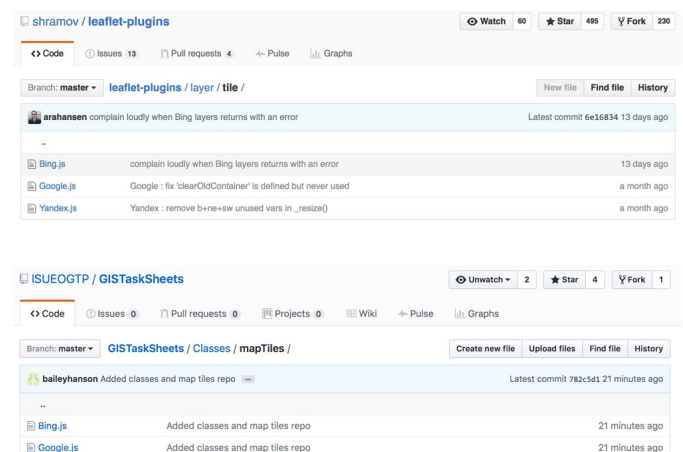 shramov / leaflet-plugins
Watch 60 Star 495 Fork 230
Code Issues 13 Pull requests 4 Pulse Graphs
Branch: master leaflet-plugins / layer / tile / New file Find file History
arahansen complain loudly when Bing layers returns with an error Latest commit 6e16834 13 days ago
..
Bing.js complain loudly when Bing layers returns with an error 13 days ago
Google.js Google : fix 'clearOldContainer' is defined but never used a month ago
Yandex.js Yandex : remove b+ne+sw unused vars in _resize() a month ago
ISUEOGTP / GISTaskSheets
Unwatch 2 Star 4 Fork 1
Code Issues 0 Pull requests 0 Projects 0 Wiki Pulse Graphs
Branch: master GISTaskSheets / Classes / mapTiles / Create new file Upload files Find file History
baileyhanson Added classes and map tiles repo ... Latest commit 782c5d1 21 minutes ago
..
Bing.js Added classes and map tiles repo 21 minutes ago
Google.js Added classes and map tiles repo 21 minutes ago